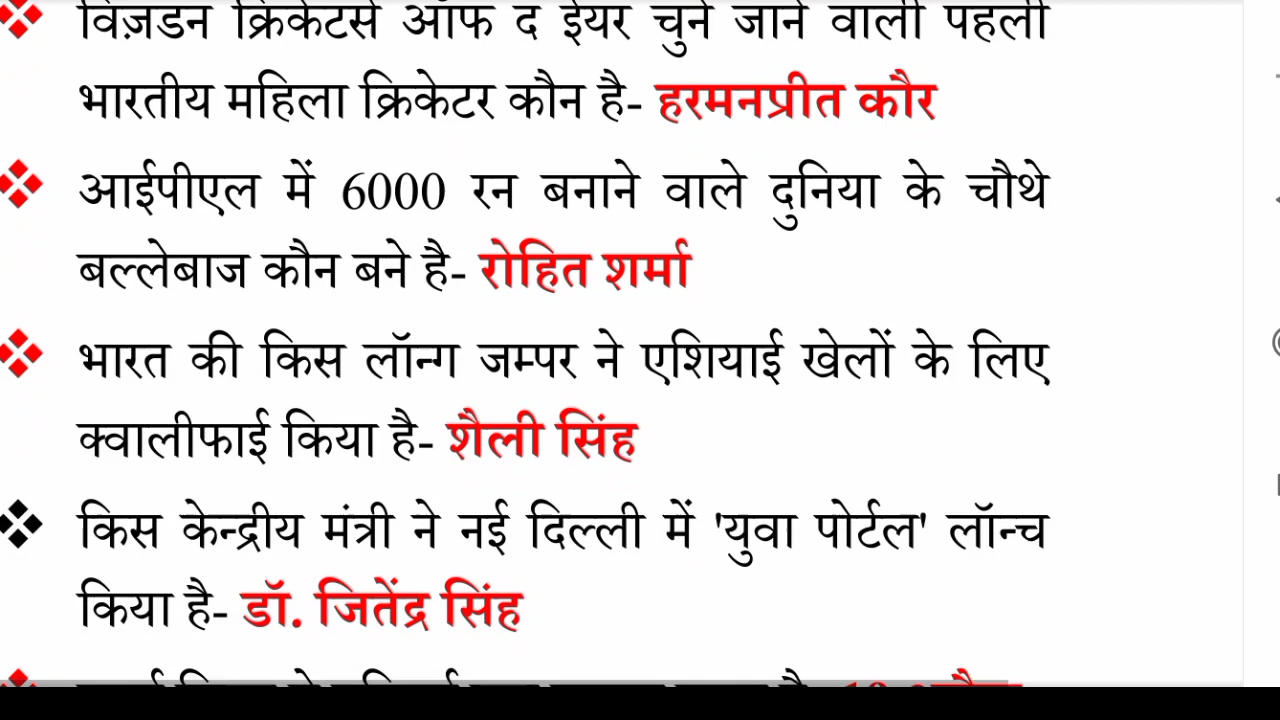 विज़डन क्रिकेटर्स ऑफ द ईयर चुने जाने वाली पहली
भारतीय महिला क्रिकेटर कौन है- हरमनप्रीत कौर
आईपीएल में 6000 रन बनाने वाले दुनिया के चौथे
बल्लेबाज कौन बने है- रोहित शर्मा
भारत की किस लॉन्ग जम्पर ने एशियाई खेलों के लिए
क्वालीफाई किया है- शैली सिंह
किस केन्द्रीय मंत्री ने नई दिल्ली में 'युवा पोर्टल' लॉन्च
किया है- डॉ. जितेंद्र सिंह